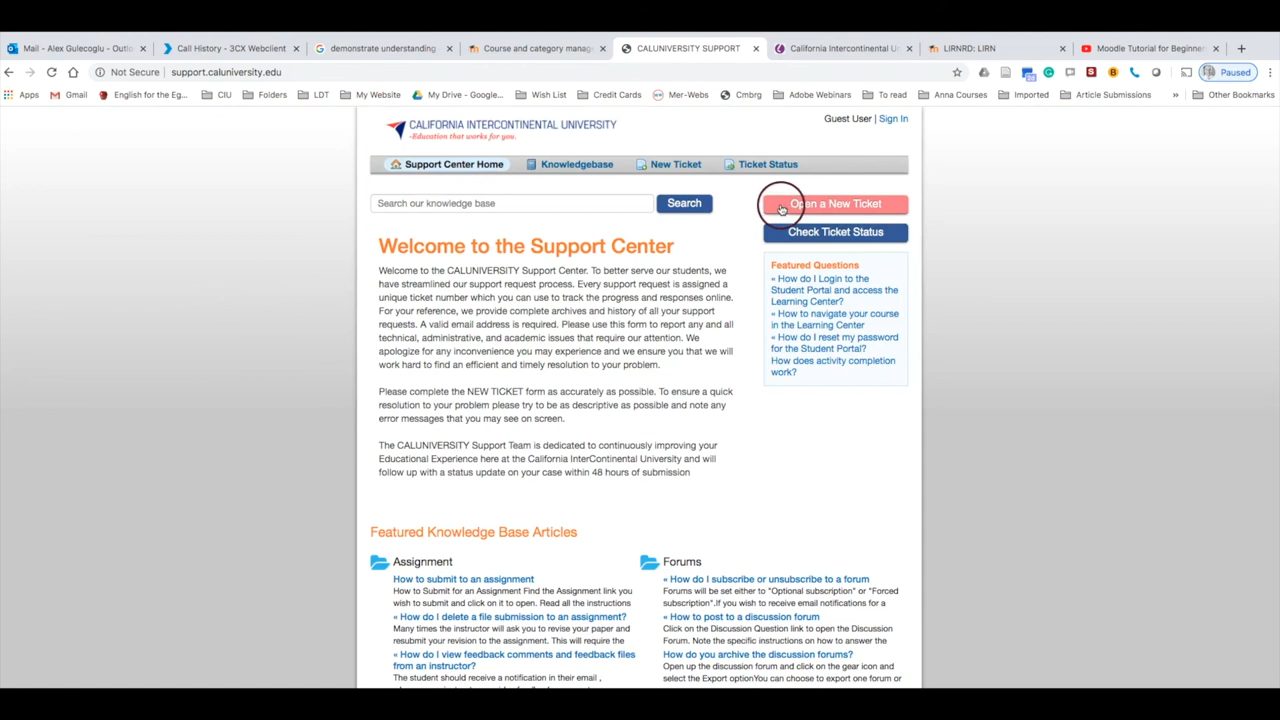 Mail - Alex Gulecoglu - Outlo
Call History - 3CX Webclient
demonstrate understanding
Course and category manag
CALUNIVERSITY SUPPORT
California Intercontinental U
LIRNRD: LIRN
Moodle Tutorial for Beginner
Not Secure | support.caluniversity.edu
Paused
Apps
Gmail
English for the Eg...
CIU
Folders
LDT
My Website
My Drive - Google...
Wish List
Credit Cards
Mer-Webs
Cmbrg
Adobe Webinars
To read
Anna Courses
Imported
Article Submissions
»
Other Bookmarks
CALIFORNIA INTERCONTINENTAL UNIVERSITY
-Education that works for you.
Guest User | Sign In
Support Center Home
Knowledgebase
New Ticket
Ticket Status
Search our knowledge base
Search
Open a New Ticket
Check Ticket Status
Welcome to the Support Center
Welcome to the CALUNIVERSITY Support Center. To better serve our students, we
have streamlined our support request process. Every support request is assigned a
unique ticket number which you can use to track the progress and responses online.
For your reference, we provide complete archives and history of all your support
requests. A valid email address is required. Please use this form to report any and all
technical, administrative, and academic issues that require our attention. We
apologize for any inconvenience you may experience and we ensure you that we will
work hard to find an efficient and timely resolution to your problem.
Please complete the NEW TICKET form as accurately as possible. To ensure a quick
resolution to your problem please try to be as descriptive as possible and note any
error messages that you may see on screen.
The CALUNIVERSITY Support Team is dedicated to continuously improving your
Educational Experience here at the California InterContinental University and will
follow up with a status update on your case within 48 hours of submission
Featured Questions
« How do I Login to the
Student Portal and access the
Learning Center?
« How to navigate your course
in the Learning Center
« How do I reset my password
for the Student Portal?
How does activity completion
work?
Featured Knowledge Base Articles
Assignment
How to submit to an assignment
How to Submit for an Assignment Find the Assignment link you
wish to submit and click on it to open. Read all the instructions
« How do I delete a file submission to an assignment?
Many times the instructor will ask you to revise your paper and
resubmit your revision to the assignment. This will require the
« How do I view feedback comments and feedback files
from an instructor?
The student should receive a notification in their email ,
Forums
« How do I subscribe or unsubscribe to a forum
Forums will be set either to "Optional subscription" or "Forced
subscription".If you wish to receive email notifications for a
« How to post to a discussion forum
Click on the Discussion Question link to open the Discussion
Forum. Note the specific instructions on how to answer the
How do you archive the discussion forums?
Open up the discussion forum and click on the gear icon and
select the Export optionYou can choose to export one forum or